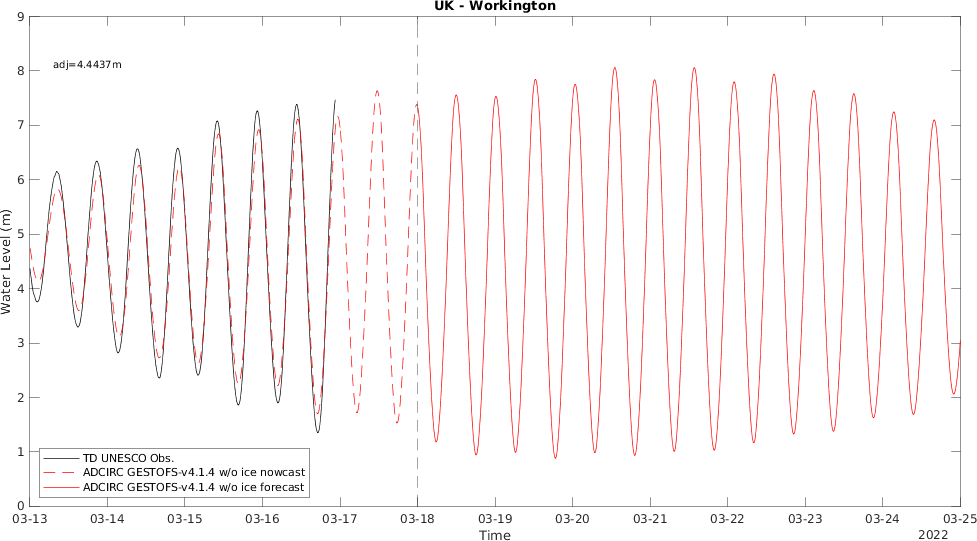 UK - Workington
9
8
7
6
5
4
3
2
1
0
Water Level (m)
adj=4.4437m
TD UNESCO Obs.
ADCIRC GESTOFS-v4.1.4 w/o ice nowcast
ADCIRC GESTOFS-v4.1.4 w/o ice forecast
03-13 03-14 03-15 03-16 03-17 03-18 03-19 03-20 03-21 03-22 03-23 03-24 03-25
Time
2022